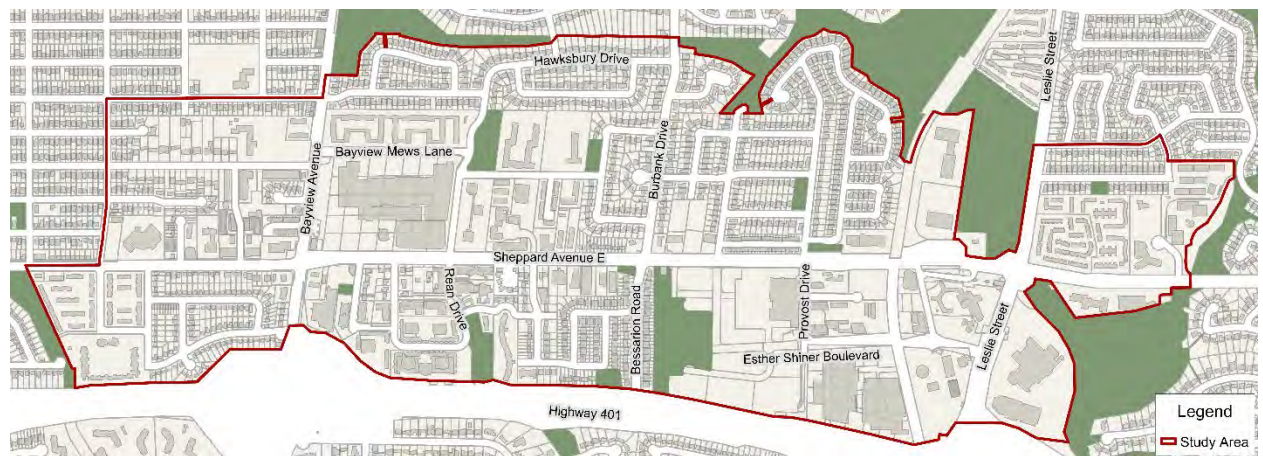 Hawksbury Drive
Leslie Street
Bayview Mews Lane
Burbank Drive
Bayview Avenue
Sheppard Avenue E
Rean Drive
Bessarion Road
Provost Drive
Leslie Street
Esther Shiner Boulevard
Highway 401
Legend
Study Area